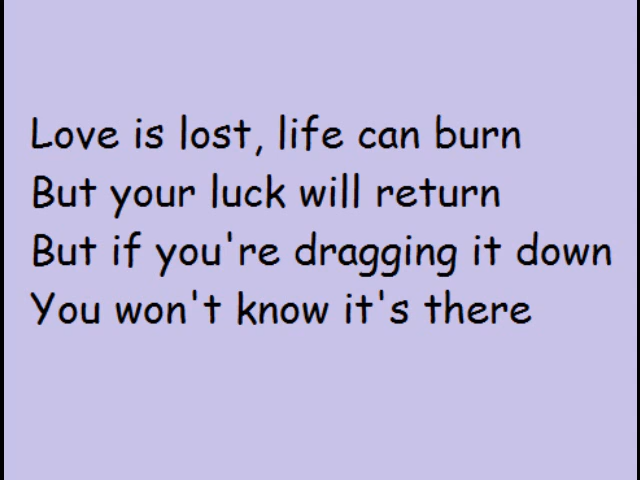 Love is lost, life can burn
But your luck will return
But if you're dragging it down
You won't know it's there